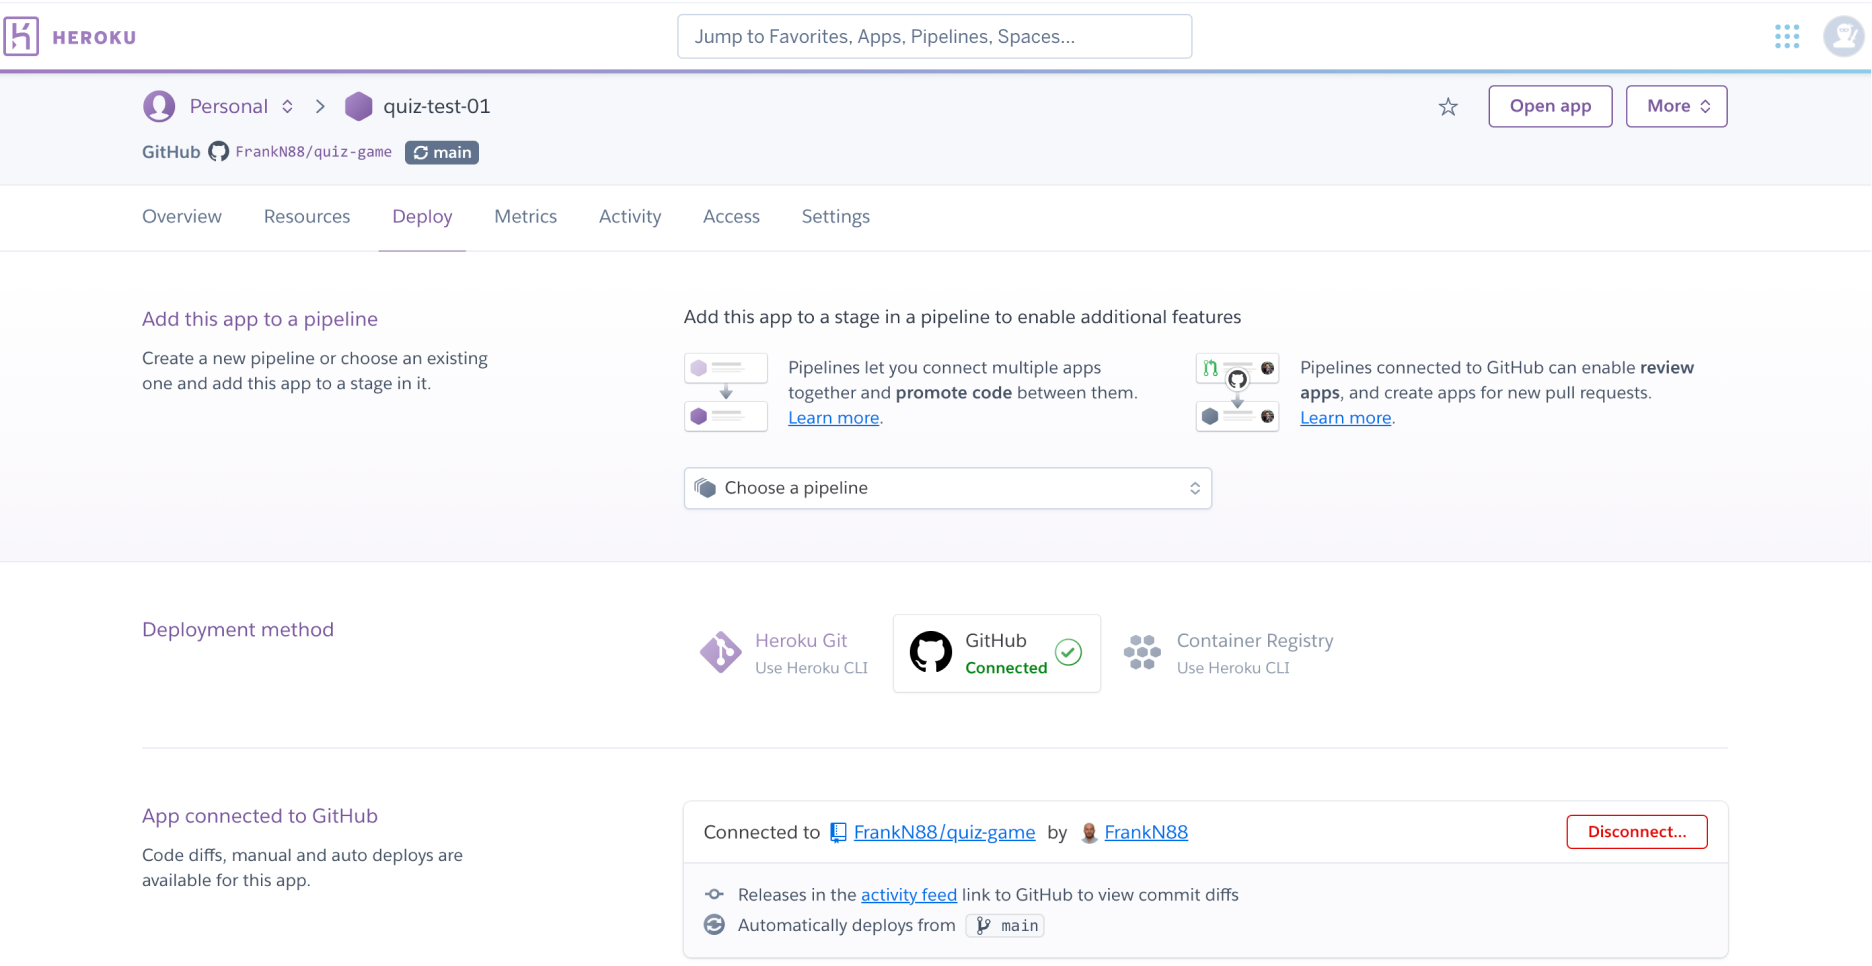 HEROKU
Jump to Favorites, Apps, Pipelines, Spaces...
Personal
quiz-test-01
Open app
More
GitHub FrankN88/quiz-game main
Overview
Resources
Deploy
Metrics
Activity
Access
Settings
Add this app to a pipeline
Create a new pipeline or choose an existing
one and add this app to a stage in it.
Add this app to a stage in a pipeline to enable additional features
Pipelines let you connect multiple apps
together and promote code between them.
Learn more.
Pipelines connected to GitHub can enable review
apps, and create apps for new pull requests.
Learn more.
Choose a pipeline
Deployment method
Heroku Git
Use Heroku CLI
GitHub
Connected
Container Registry
Use Heroku CLI
App connected to GitHub
Code diffs, manual and auto deploys are
available for this app.
Connected to FrankN88/quiz-game by FrankN88
Disconnect...
Releases in the activity feed link to GitHub to view commit diffs
Automatically deploys from main